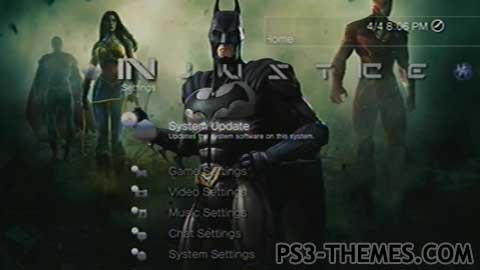 4/4 8:06 PM
Home
INJUSTICE
Settings
System Update
Updates the system software on this system.
Game Settings
Video Settings
Music Settings
Chat Settings
System Settings
PS3-THEMES.COM